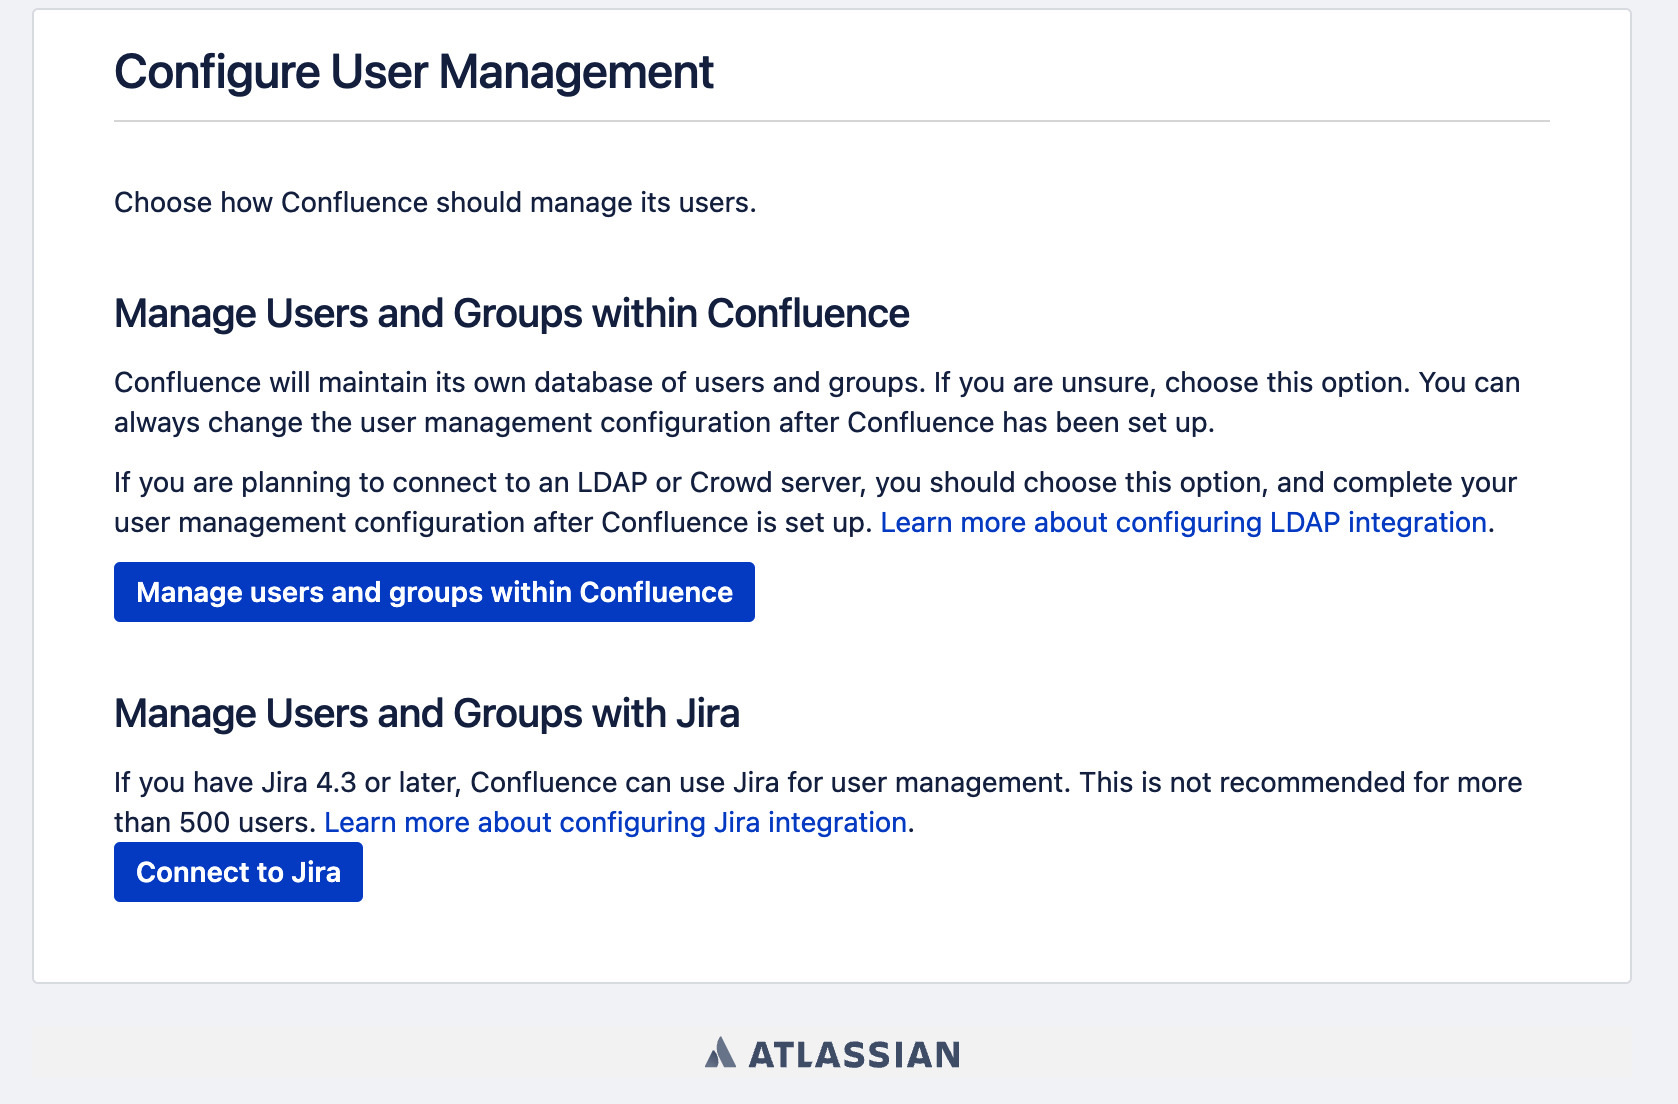 Configure User Management
Choose how Confluence should manage its users.
Manage Users and Groups within Confluence
Confluence will maintain its own database of users and groups. If you are unsure, choose this option. You can
always change the user management configuration after Confluence has been set up.
If you are planning to connect to an LDAP or Crowd server, you should choose this option, and complete your
user management configuration after Confluence is set up. Learn more about configuring LDAP integration.
Manage users and groups within Confluence
Manage Users and Groups with Jira
If you have Jira 4.3 or later, Confluence can use Jira for user management. This is not recommended for more
than 500 users. Learn more about configuring Jira integration.
Connect to Jira
ATLASSIAN